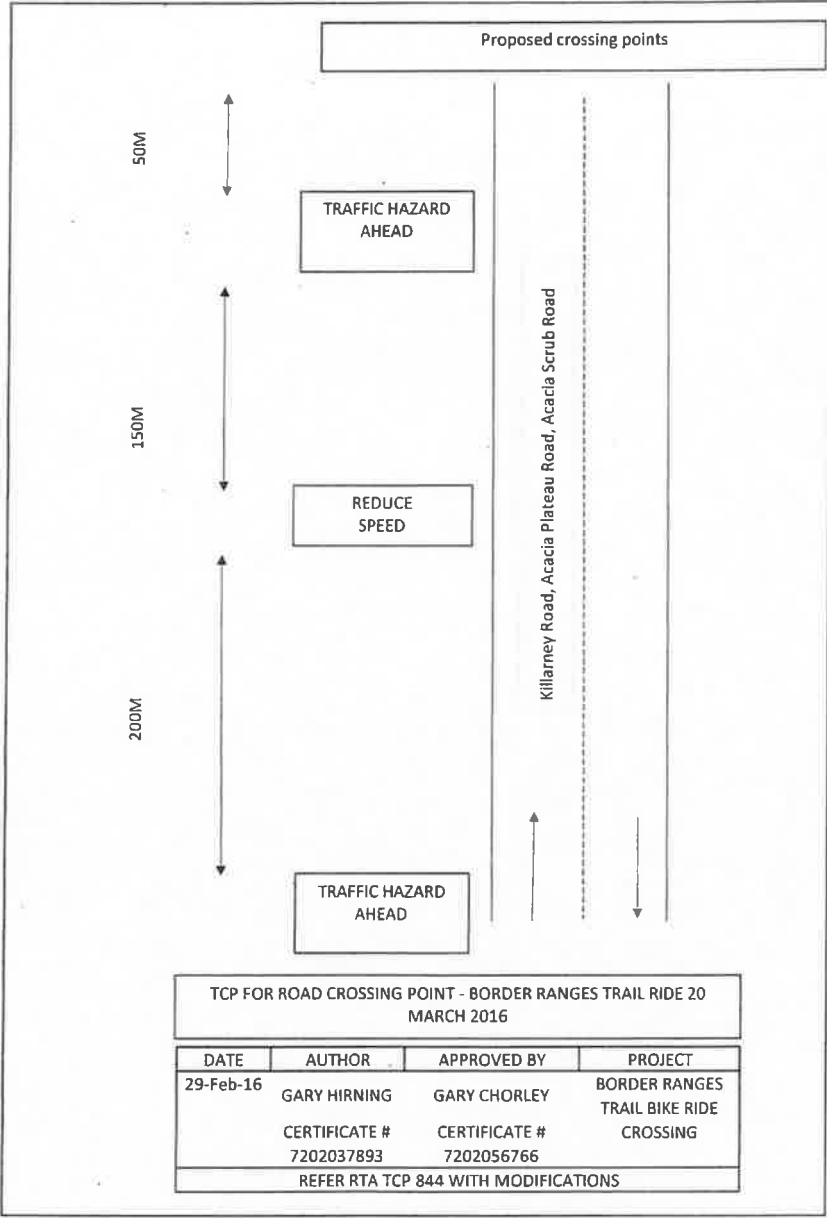 Proposed crossing points
50M
TRAFFIC HAZARD
AHEAD
150M
Killarney Road, Acacia Plateau Road, Acacia Scrub Road
REDUCE
SPEED
200M
TRAFFIC HAZARD
AHEAD
TCP FOR ROAD CROSSING POINT - BORDER RANGES TRAIL RIDE 20
MARCH 2016
DATE AUTHOR APPROVED BY PROJECT
29-Feb-16 GARY HIRNING GARY CHORLEY BORDER RANGES
TRAIL BIKE RIDE
CERTIFICATE # CERTIFICATE # CROSSING
7202037893 7202056766
REFER RTA TCP 844 WITH MODIFICATIONS